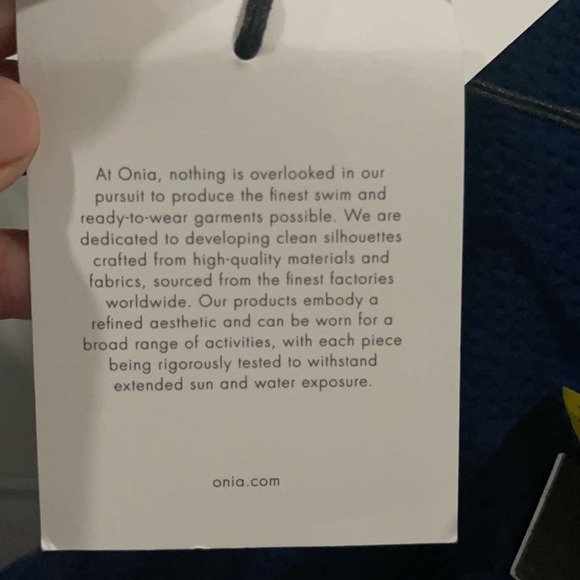 At Onia, nothing is overlooked in our
pursuit to produce the finest swim and
ready-to-wear garments possible. We are
dedicated to developing clean silhouettes
crafted from high-quality materials and
fabrics, sourced from the finest factories
worldwide. Our products embody a
refined aesthetic and can be worn for a
broad range of activities, with each piece
being rigorously tested to withstand
extended sun and water exposure.
onia.com